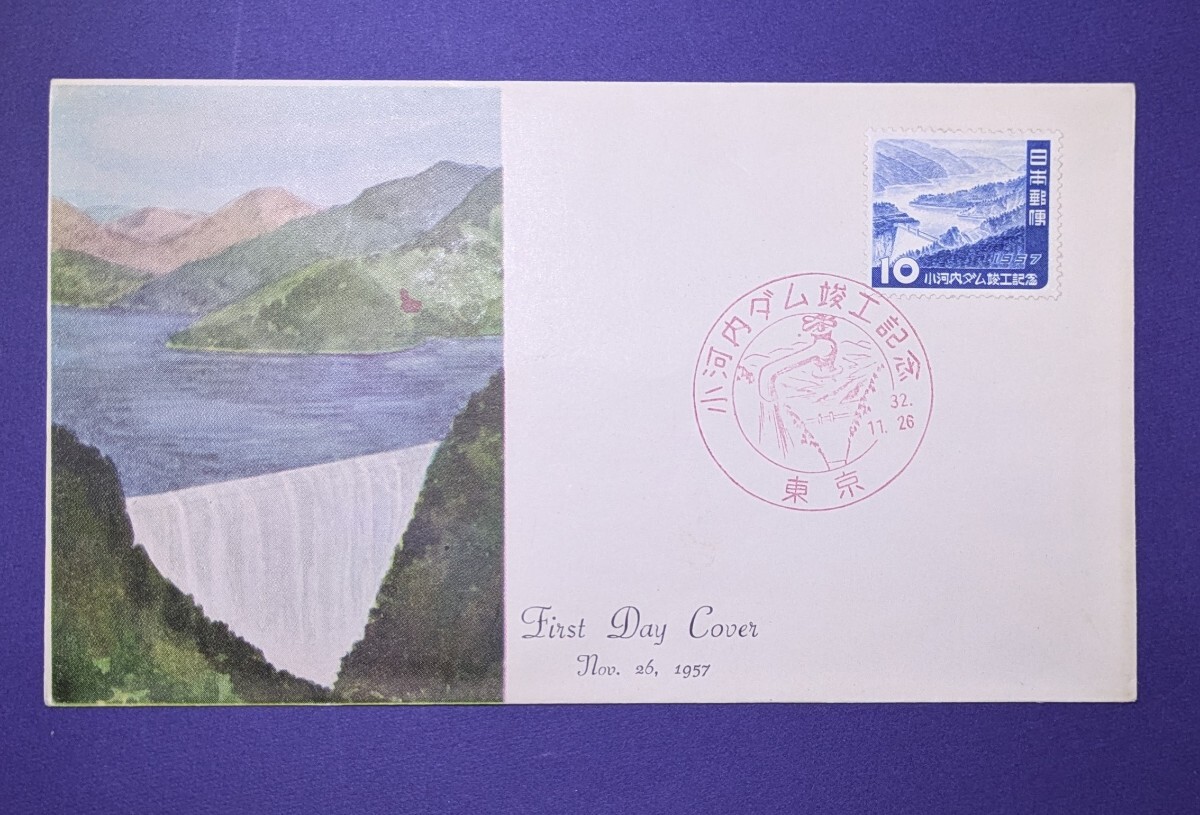 日本郵便
1957
10 小河内ダム竣工記念
小河内ダム竣工記念
32.
11. 26
東京
First Day Cover
Nov. 26, 1957